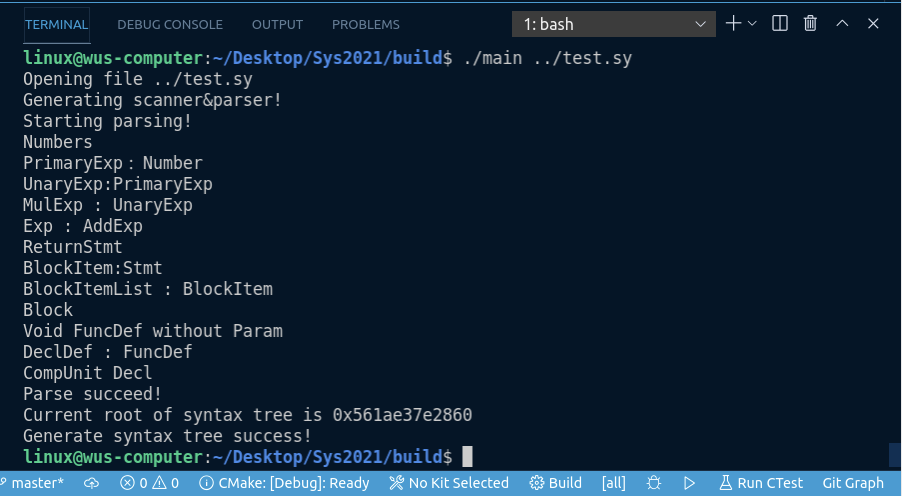 TERMINAL DEBUG CONSOLE OUTPUT PROBLEMS 1: bash
linux@wus-computer:~/Desktop/Sys2021/build$ ./main ../test.sy
Opening file ../test.sy
Generating scanner&parser!
Starting parsing!
Numbers
PrimaryExp：Number
UnaryExp:PrimaryExp
MulExp : UnaryExp
Exp : AddExp
ReturnStmt
BlockItem:Stmt
BlockItemList : BlockItem
Block
Void FuncDef without Param
DeclDef : FuncDef
CompUnit Decl
Parse succeed!
Current root of syntax tree is 0x561ae37e2860
Generate syntax tree success!
linux@wus-computer:~/Desktop/Sys2021/build$
master* 0 0 CMake: [Debug]: Ready No Kit Selected Build [all] Run CTest Git Graph